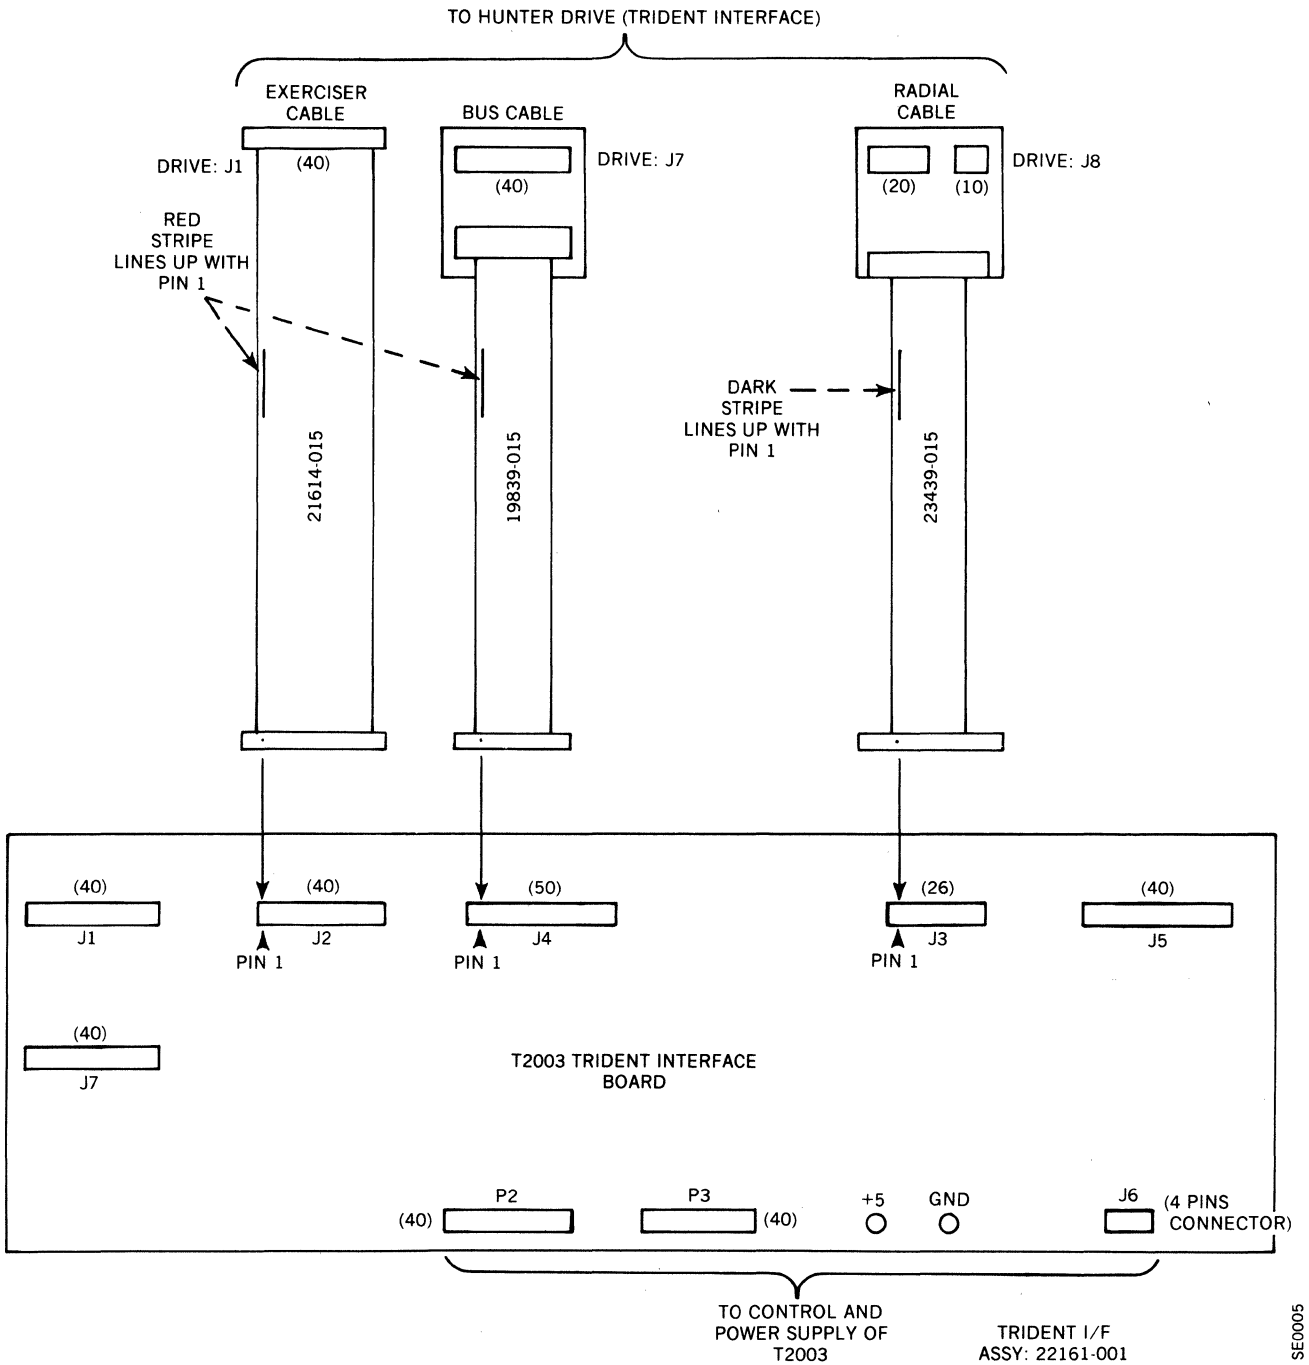 TO HUNTER DRIVE (TRIDENT INTERFACE)
EXERCISER
CABLE
BUS CABLE
RADIAL
CABLE
DRIVE: J1
(40)
(40)
DRIVE: J7
(20)
(10)
DRIVE: J8
RED
STRIPE
LINES UP WITH
PIN 1
DARK
STRIPE
LINES UP WITH
PIN 1
21614-015
19839-015
23439-015
(40)
J1
(40)
J2
PIN 1
(50)
J4
PIN 1
(26)
J3
PIN 1
(40)
J5
(40)
J7
T2003 TRIDENT INTERFACE
BOARD
(40)
P2
P3
(40)
+5
GND
J6
(4 PINS
CONNECTOR)
TO CONTROL AND
POWER SUPPLY OF
T2003
TRIDENT I/F
ASSY: 22161-001
SE0005